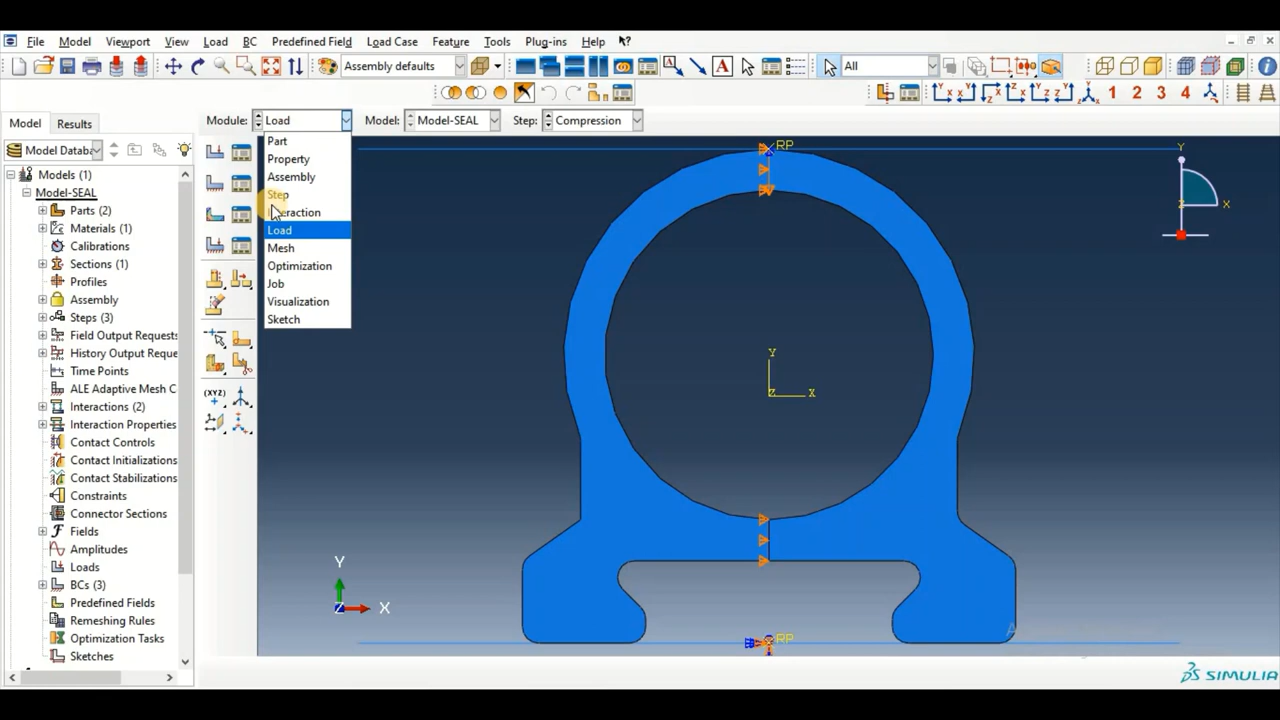 File Model Viewport View Load BC Predefined Field Load Case Feature Tools Plug-ins Help
Assembly defaults All
1 2 3 4
Model Results Module: Load Model: Model-SEAL Step: Compression
Model Datab
Models (1)
Model-SEAL
Parts (2)
Materials (1)
Calibrations
Sections (1)
Profiles
Assembly
Steps (3)
Field Output Requests
History Output Reque
Time Points
ALE Adaptive Mesh C
Interactions (2)
Interaction Properties
Contact Controls
Contact Initializations
Contact Stabilizations
Constraints
Connector Sections
Fields
Amplitudes
Loads
BCs (3)
Predefined Fields
Remeshing Rules
Optimization Tasks
Sketches
Part
Property
Assembly
Step
Interaction
Load
Mesh
Optimization
Job
Visualization
Sketch
(XYZ)
RP
Y
X
Z
Y
X
Z
Y
X
Z
RP
SIMULIA